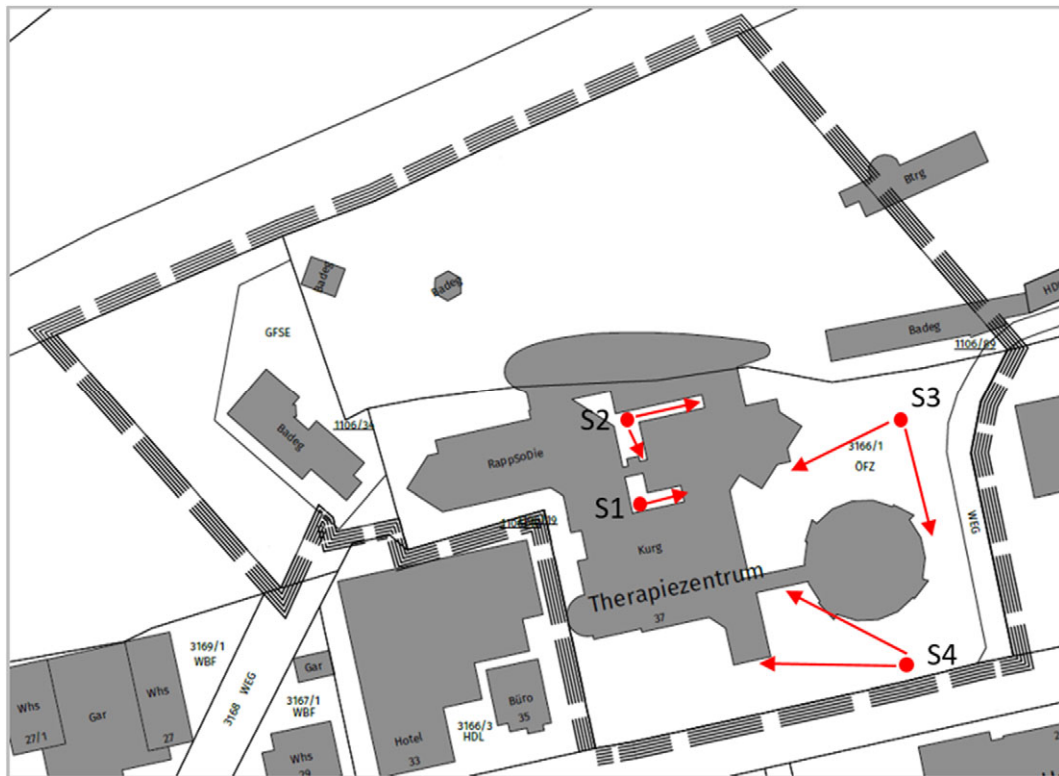 Btrg
Badeg
Badeg
HDL
GFSE
Badeg
1106/89
1106/34
S3
S2
3166/1
ÖFZ
Badeg
RappSoDie
S1
WEG
Kurg
Therapiezentrum
37
S4
3169/1
WBF
Gar
Whs
Whs
Gar
3168 WEG
3167/1
WBF
Büro
35
27/1
27
3166/3
HDL
Hotel
33
Whs
29